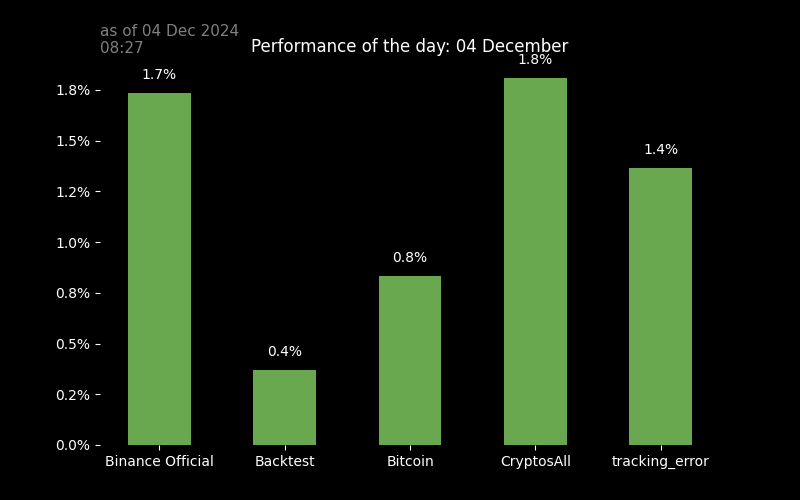 as of 04 Dec 2024
08:27
Performance of the day: 04 December
1.7%
0.4%
0.8%
1.8%
1.4%
1.8%
1.5%
1.2%
1.0%
0.8%
0.5%
0.2%
0.0%
Binance Official
Backtest
Bitcoin
CryptosAll
tracking_error